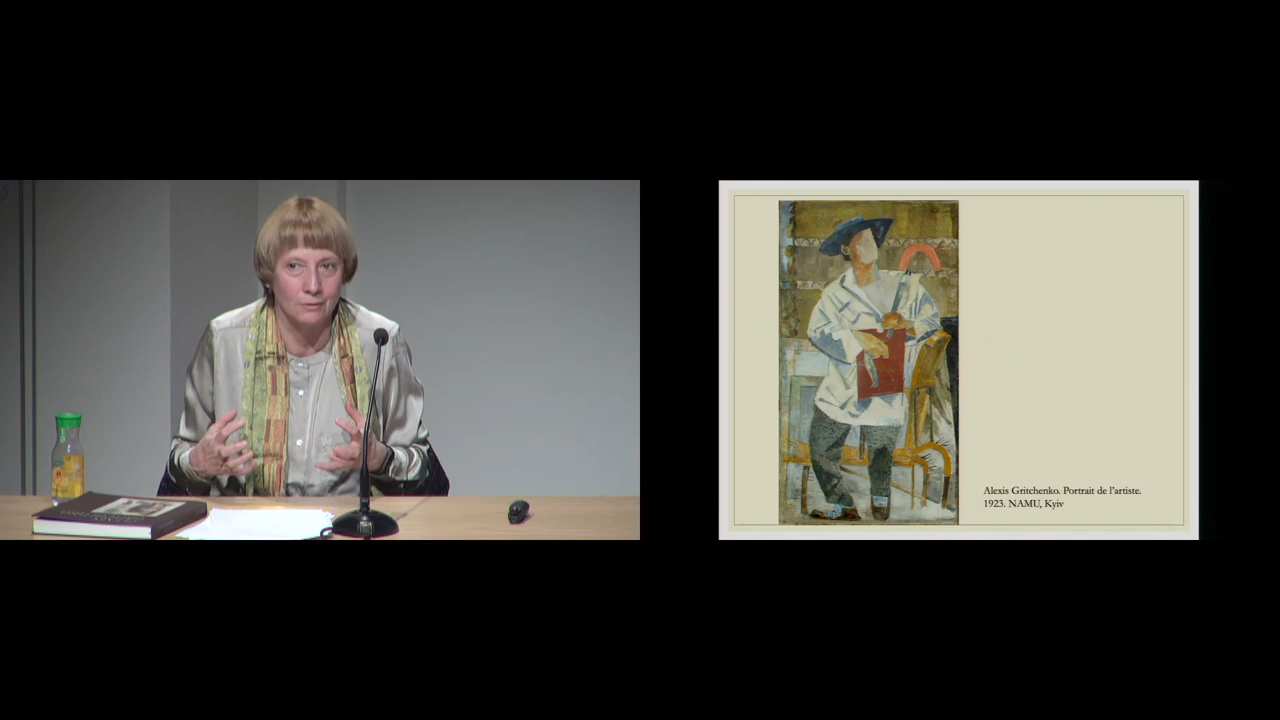 Alexis Gritchenko. Portrait de l'artiste.
1923. NAMU, Kyiv